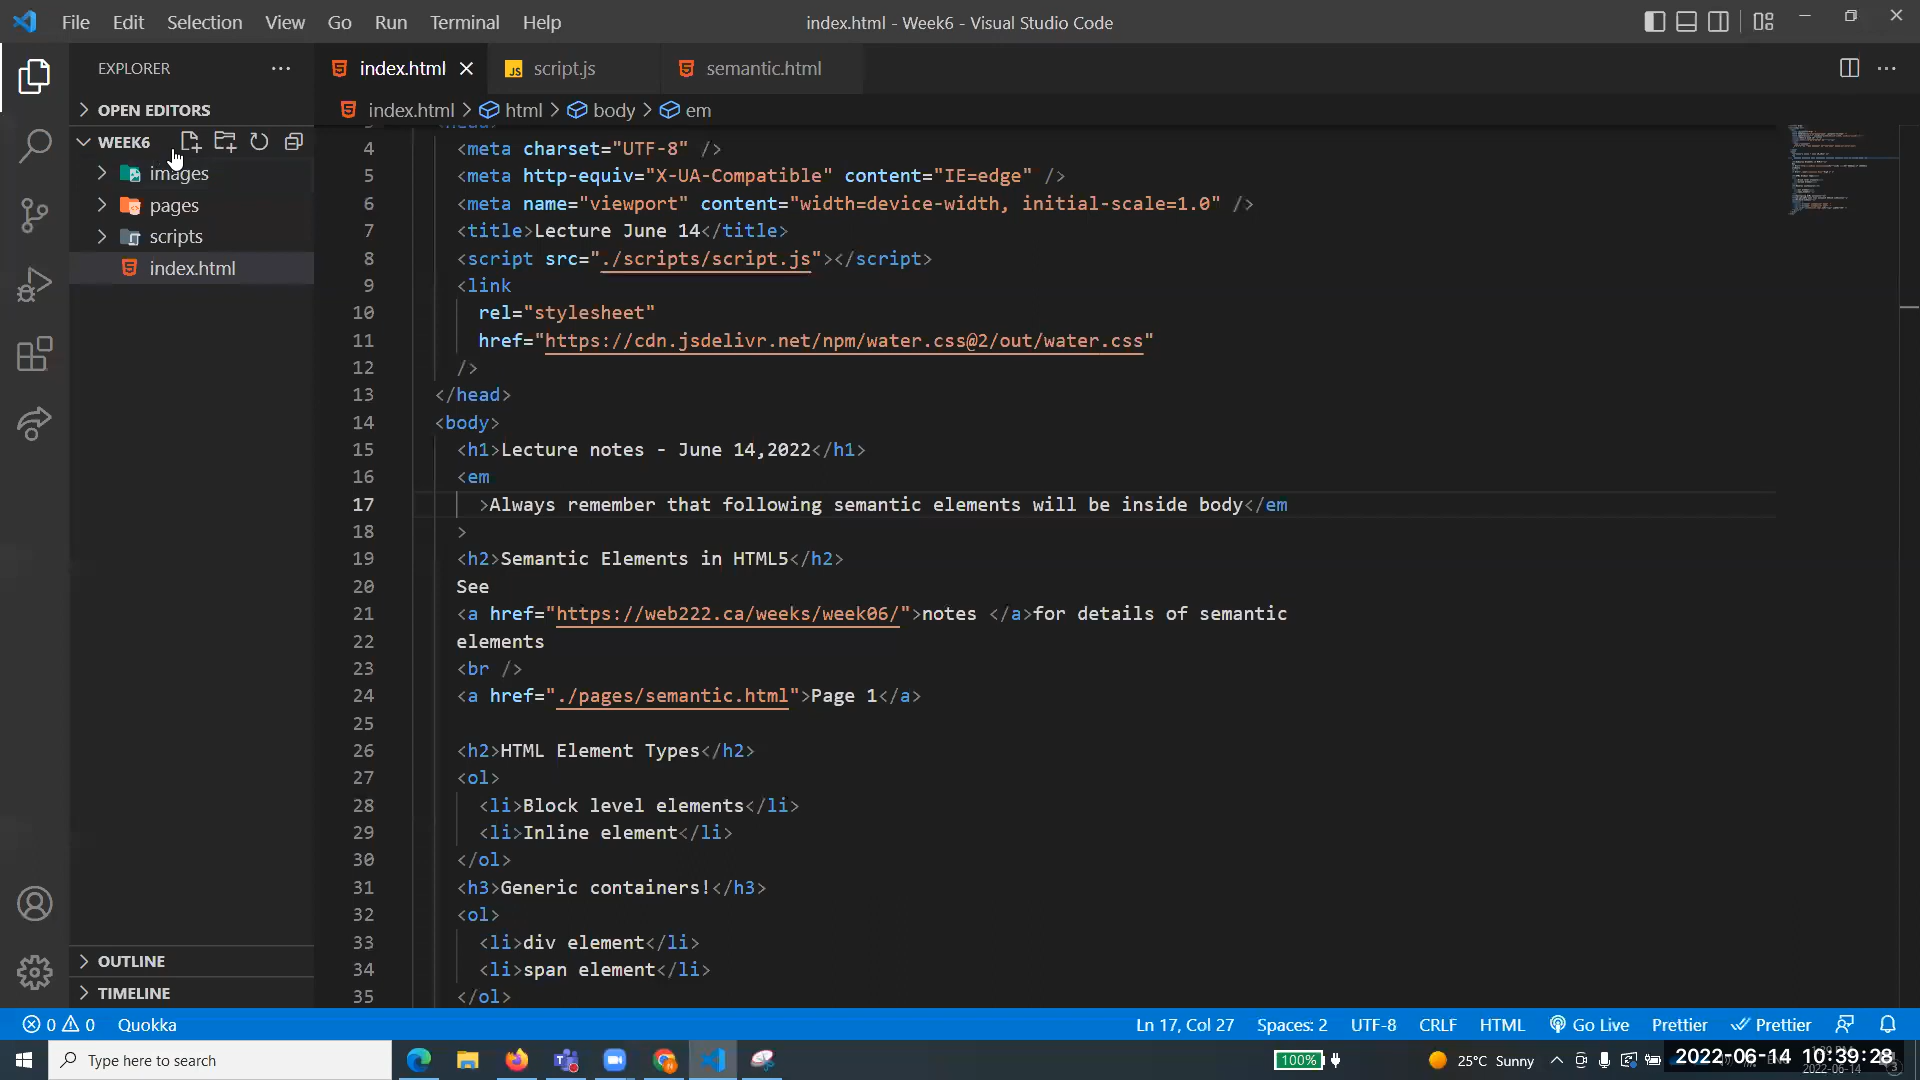 File Edit Selection View Go Run Terminal Help index.html - Week6 - Visual Studio Code
EXPLORER
OPEN EDITORS
WEEK6
images
pages
scripts
index.html
OUTLINE
TIMELINE
index.html JS script.js semantic.html
index.html > html > body > em
4 <meta charset="UTF-8" />
5 <meta http-equiv="X-UA-Compatible" content="IE=edge" />
6 <meta name="viewport" content="width=device-width, initial-scale=1.0" />
7 <title>Lecture June 14</title>
8 <script src="./scripts/script.js"></script>
9 <link
10 rel="stylesheet"
11 href="https://cdn.jsdelivr.net/npm/water.css@2/out/water.css"
12 />
13 </head>
14 <body>
15 <h1>Lecture notes - June 14,2022</h1>
16 <em
17 >Always remember that following semantic elements will be inside body</em
18 >
19 <h2>Semantic Elements in HTML5</h2>
20 See
21 <a href="https://web222.ca/weeks/week06/">notes </a>for details of semantic
22 elements
23 <br />
24 <a href="./pages/semantic.html">Page 1</a>
25
26 <h2>HTML Element Types</h2>
27 <ol>
28 <li>Block level elements</li>
29 <li>Inline element</li>
30 </ol>
31 <h3>Generic containers!</h3>
32 <ol>
33 <li>div element</li>
34 <li>span element</li>
35 </ol>
0 0 Quokka Ln 17, Col 27 Spaces: 2 UTF-8 CRLF HTML Go Live Prettier Prettier
Type here to search 100% 25°C Sunny 2022-06-14 10:39:28